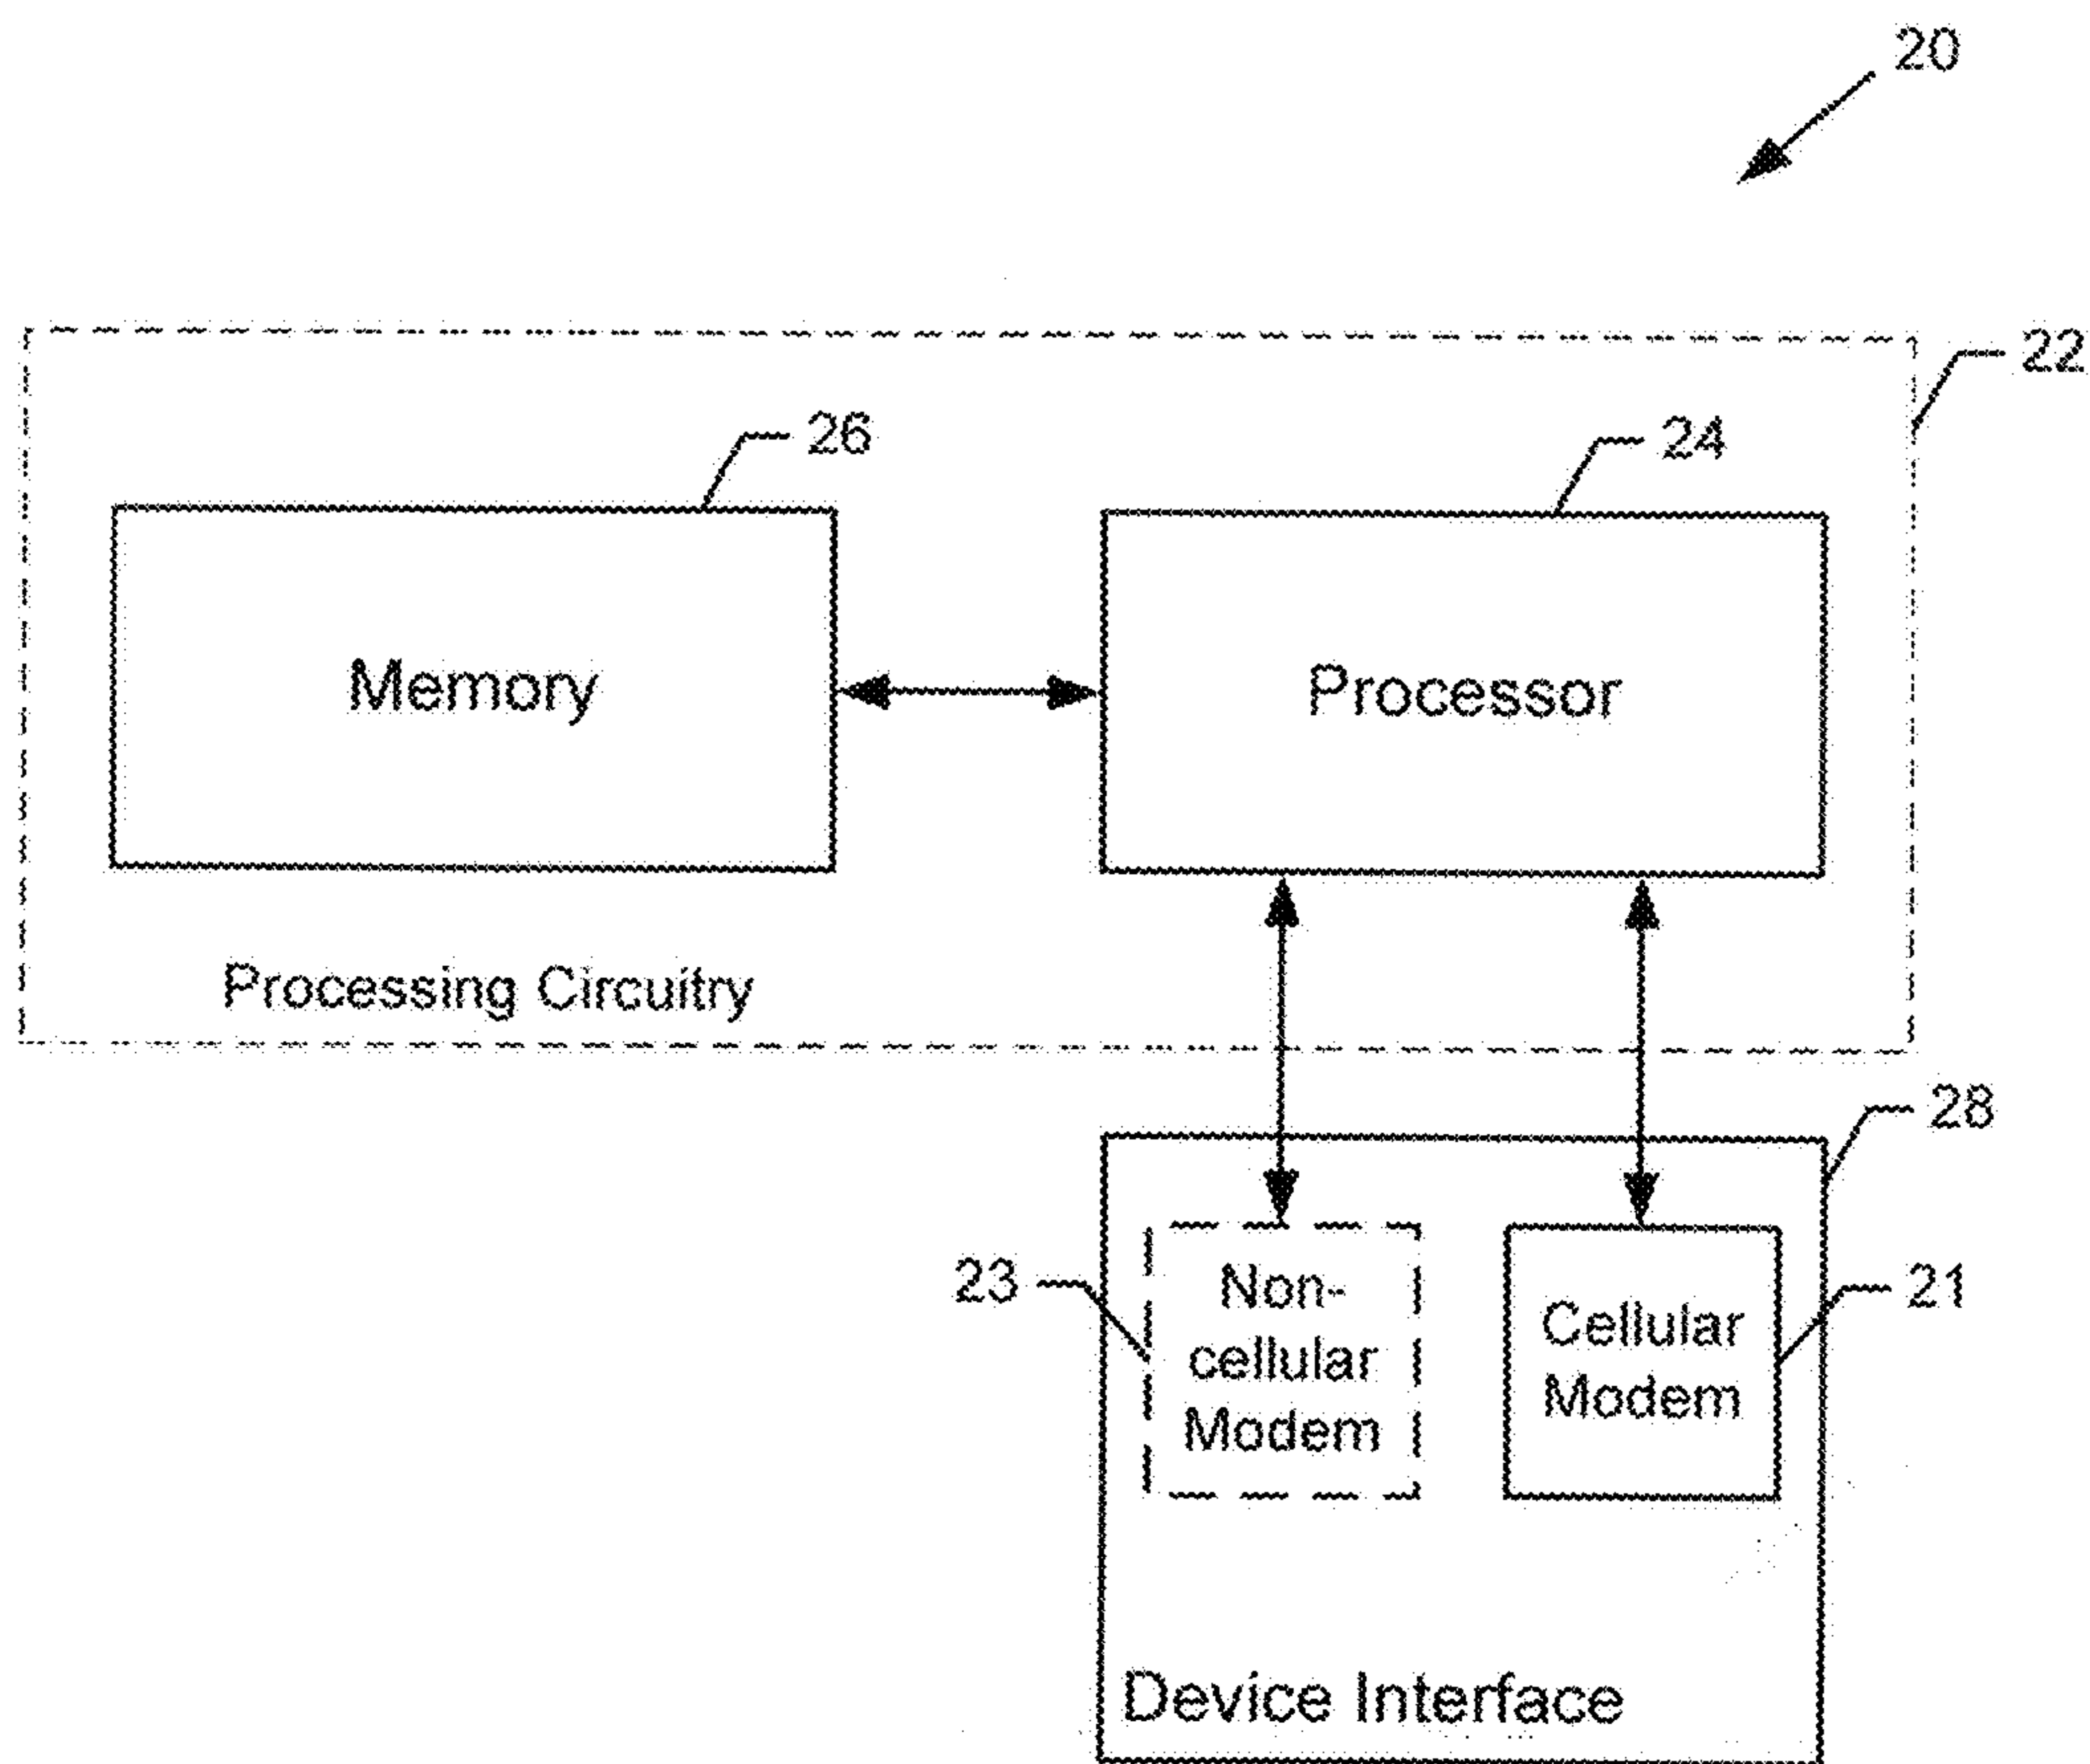 20
22
26
24
Memory
Processor
Processing Circuitry
28
23
Non-
cellular
Modem
Cellular
Modem
21
Device Interface